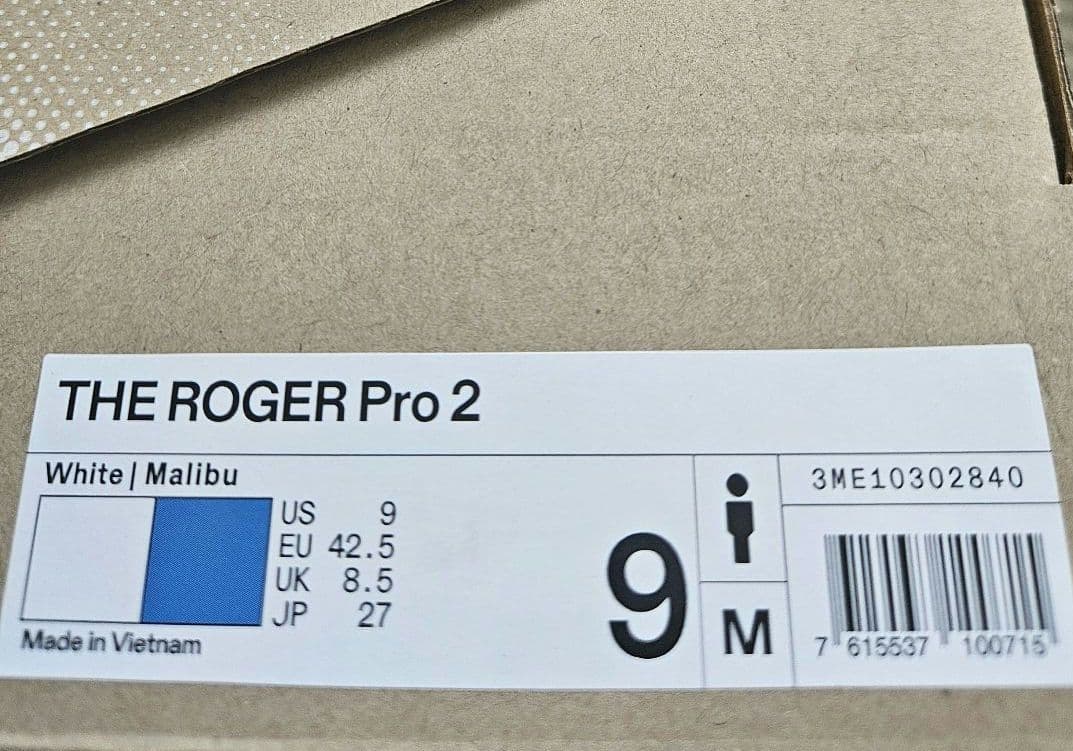 THE ROGER Pro 2
White | Malibu
US 9
EU 42.5
UK 8.5
JP 27
Made in Vietnam
9
M
3ME10302840
7 615537 100715